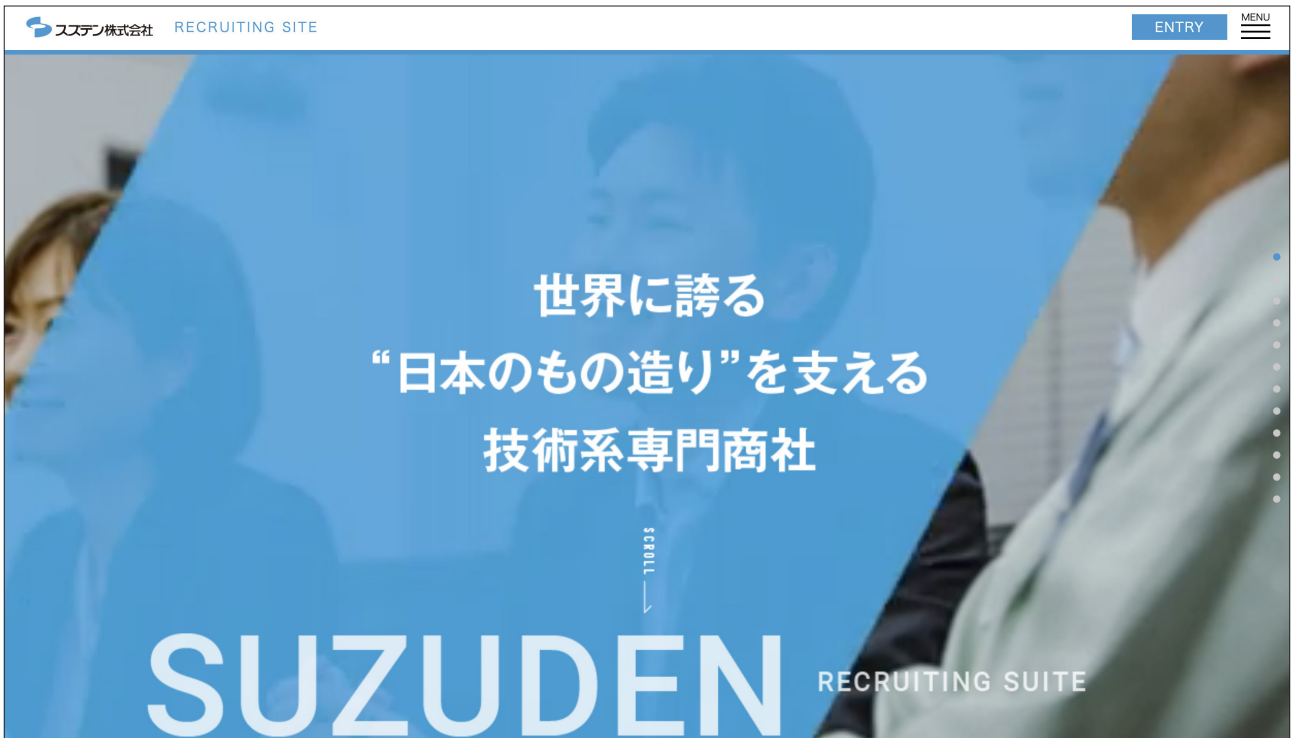 スズデン株式会社 RECRUITING SITE
ENTRY
MENU
世界に誇る
“日本のもの造り”を支える
技術系専門商社
SCROLL
SUZUDEN
RECRUITING SUITE